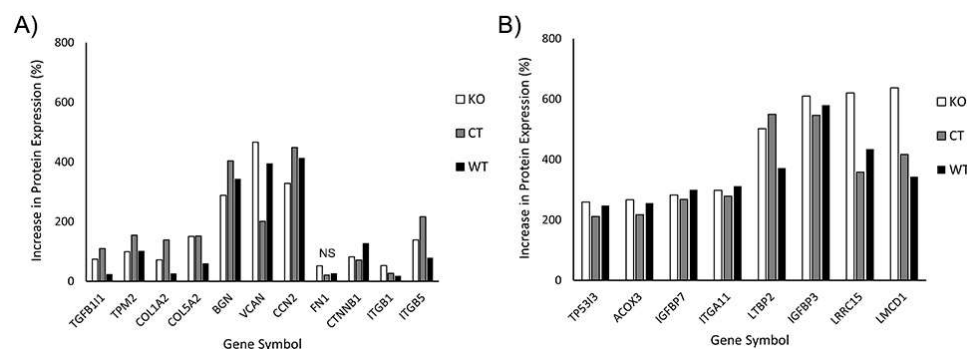 A)
Increase in Protein Expression (%)
800
600
400
200
0
NS
TGFB1I1
TPM2
COL1A2
COL5A2
BGN
VCAN
CCN2
FN1
CTNNB1
ITGB1
ITGB5
Gene Symbol
KO
CT
WT
B)
Increase in Protein Expression (%)
800
600
400
200
0
TP53I3
ACOX3
IGFBP7
ITGA11
LTBP2
IGFBP3
LRRC15
LMCD1
Gene Symbol
KO
CT
WT